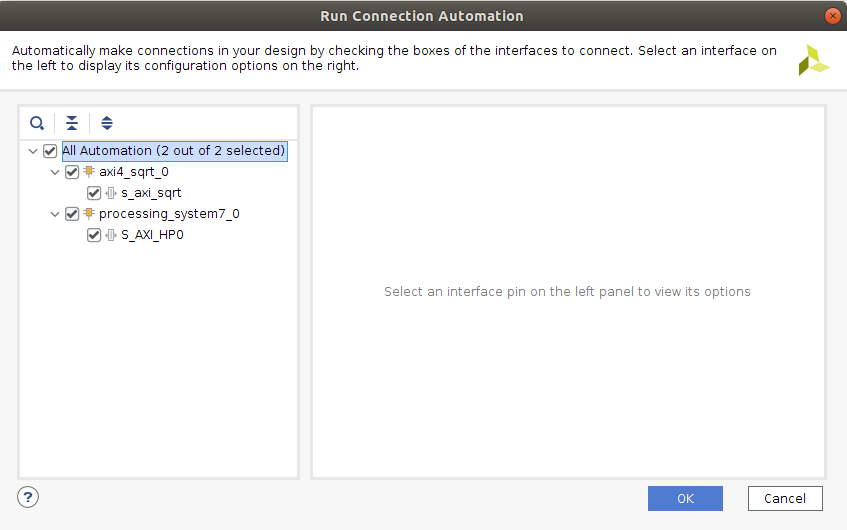 Run Connection Automation
Automatically make connections in your design by checking the boxes of the interfaces to connect. Select an interface on
the left to display its configuration options on the right.
All Automation (2 out of 2 selected)
axi4_sqrt_0
s_axi_sqrt
processing_system7_0
S_AXI_HP0
Select an interface pin on the left panel to view its options
?
OK
Cancel